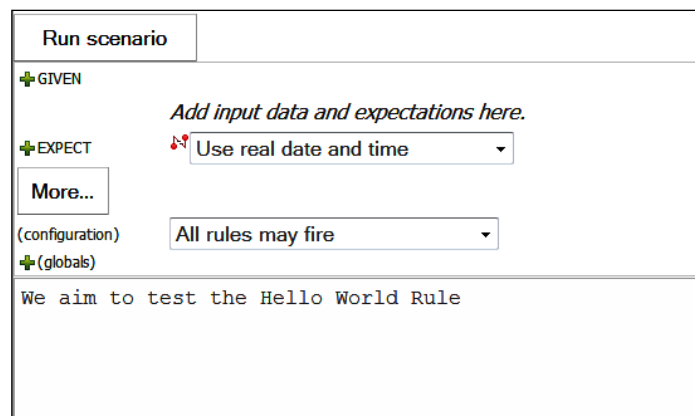 Run scenario
GIVEN
Add input data and expectations here.
EXPECT
Use real date and time
More...
(configuration)
All rules may fire
(globals)
We aim to test the Hello World Rule